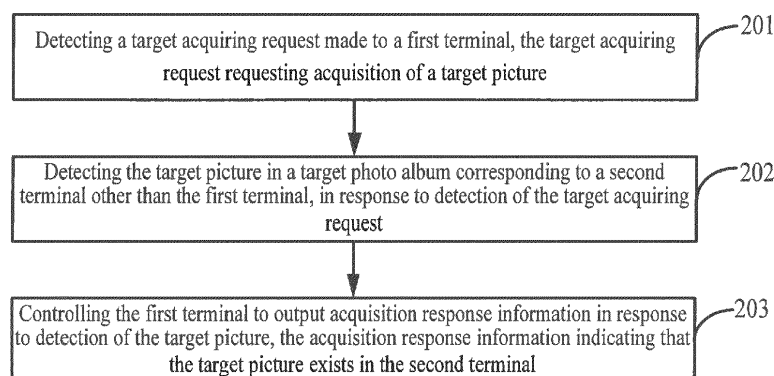 Detecting a target acquiring request made to a first terminal, the target acquiring
request requesting acquisition of a target picture
201
Detecting the target picture in a target photo album corresponding to a second
terminal other than the first terminal, in response to detection of the target acquiring
request
202
Controlling the first terminal to output acquisition response information in response
to detection of the target picture, the acquisition response information indicating that
the target picture exists in the second terminal
203